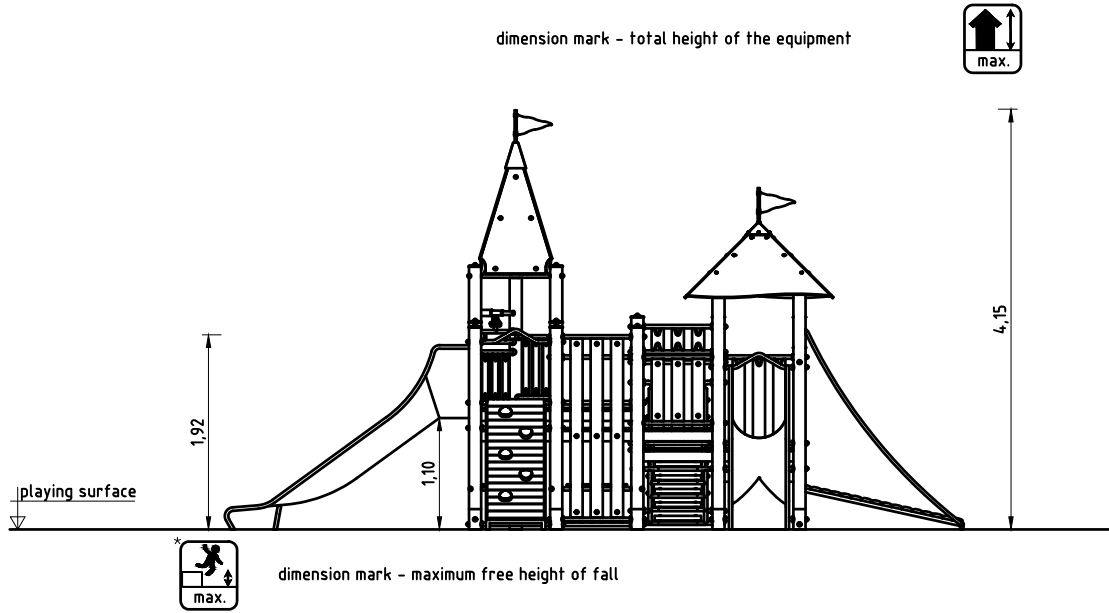 dimension mark - total height of the equipment
max.
4,15
1,92
1,10
playing surface
*
max.
dimension mark - maximum free height of fall